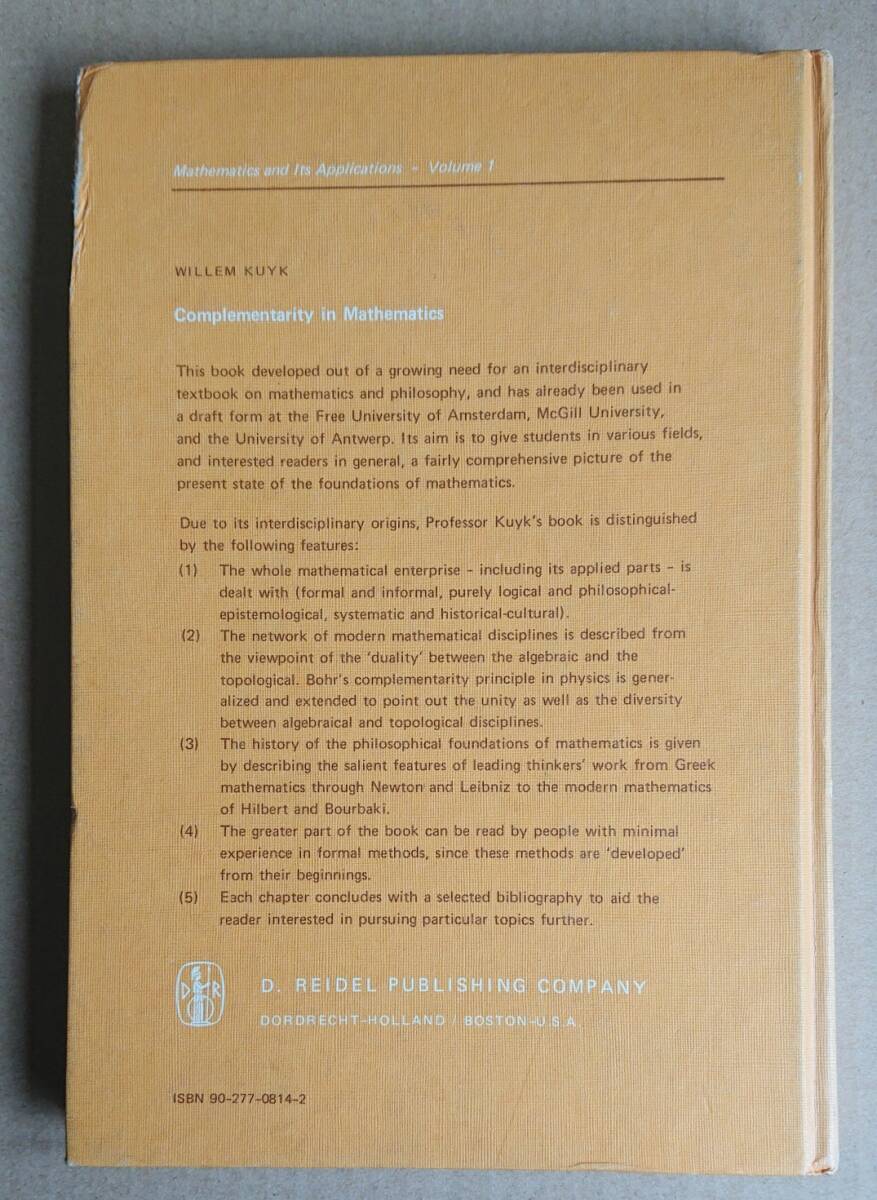 Mathematics and Its Applications - Volume 1
WILLEM KUYK
Complementarity in Mathematics
This book developed out of a growing need for an interdisciplinary
textbook on mathematics and philosophy, and has already been used in
a draft form at the Free University of Amsterdam, McGill University,
and the University of Antwerp. Its aim is to give students in various fields,
and interested readers in general, a fairly comprehensive picture of the
present state of the foundations of mathematics.
Due to its interdisciplinary origins, Professor Kuyk's book is distinguished
by the following features:
(1) The whole mathematical enterprise - including its applied parts - is
dealt with (formal and informal, purely logical and philosophical-
epistemological, systematic and historical-cultural).
(2) The network of modern mathematical disciplines is described from
the viewpoint of the 'duality' between the algebraic and the
topological. Bohr's complementarity principle in physics is gener-
alized and extended to point out the unity as well as the diversity
between algebraical and topological disciplines.
(3) The history of the philosophical foundations of mathematics is given
by describing the salient features of leading thinkers' work from Greek
mathematics through Newton and Leibniz to the modern mathematics
of Hilbert and Bourbaki.
(4) The greater part of the book can be read by people with minimal
experience in formal methods, since these methods are 'developed'
from their beginnings.
(5) Each chapter concludes with a selected bibliography to aid the
reader interested in pursuing particular topics further.
D R
D. REIDEL PUBLISHING COMPANY
DORDRECHT-HOLLAND / BOSTON-U.S.A.
ISBN 90-277-0814-2